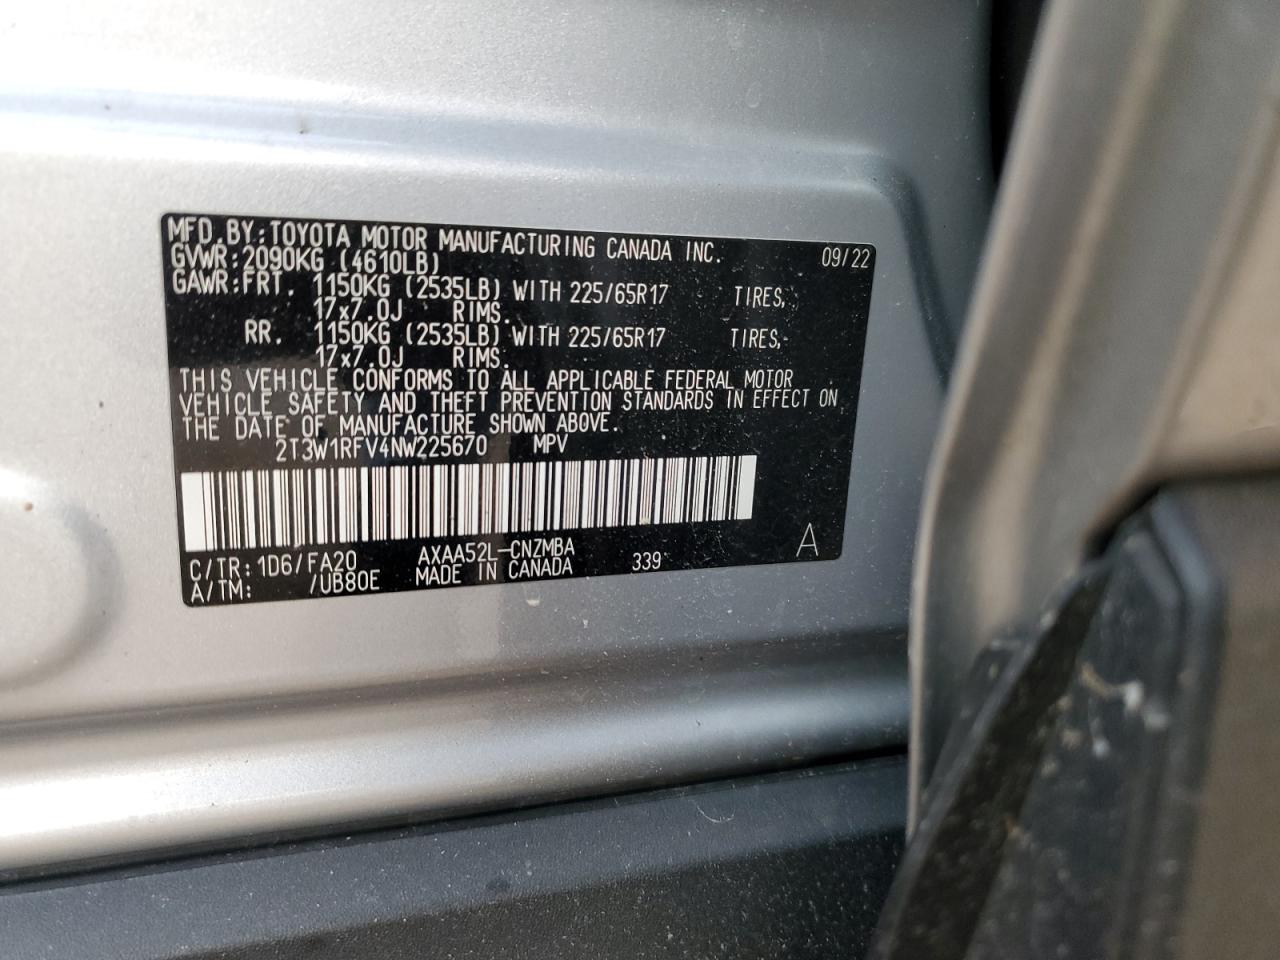 MFD. BY: TOYOTA MOTOR MANUFACTURING CANADA INC. 09/22
GVWR: 2090KG (4610LB)
GAWR: FRT. 1150KG (2535LB) WITH 225/65R17 TIRES,
17x7.0J RIMS.
RR. 1150KG (2535LB) WITH 225/65R17 TIRES,
17x7.0J RIMS.
THIS VEHICLE CONFORMS TO ALL APPLICABLE FEDERAL MOTOR
VEHICLE SAFETY AND THEFT PREVENTION STANDARDS IN EFFECT ON
THE DATE OF MANUFACTURE SHOWN ABOVE.
2T3W1RFV4NW225670 MPV
C/TR: 1D6/FA20 AXAA52L-CNZMBA 339 A
A/TM: /UB80E MADE IN CANADA